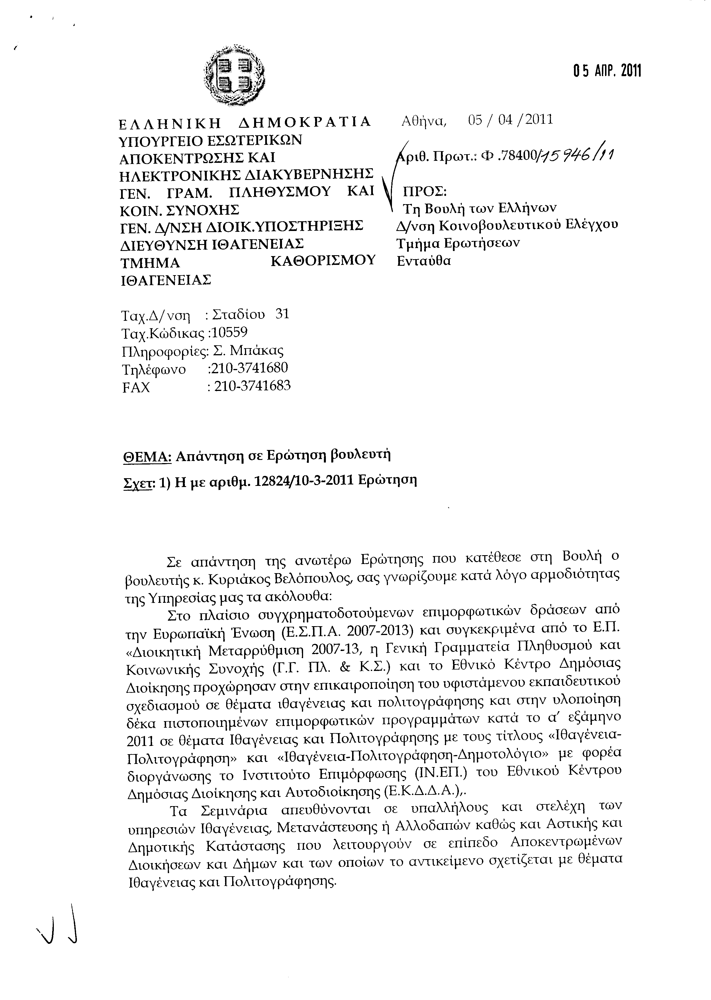 05 ΑΠΡ. 2011
ΕΛΛΗΝΙΚΗ ΔΗΜΟΚΡΑΤΙΑ
ΥΠΟΥΡΓΕΙΟ ΕΣΩΤΕΡΙΚΩΝ
ΑΠΟΚΕΝΤΡΩΣΗΣ ΚΑΙ
ΗΛΕΚΤΡΟΝΙΚΗΣ ΔΙΑΚΥΒΕΡΝΗΣΗΣ
ΓΕΝ. ΓΡΑΜ. ΠΛΗΘΥΣΜΟΥ ΚΑΙ
ΚΟΙΝ. ΣΥΝΟΧΗΣ
ΓΕΝ. Δ/ΝΣΗ ΔΙΟΙΚ.ΥΠΟΣΤΗΡΙΞΗΣ
ΔΙΕΥΘΥΝΣΗ ΙΘΑΓΕΝΕΙΑΣ
ΤΜΗΜΑ ΚΑΘΟΡΙΣΜΟΥ
ΙΘΑΓΕΝΕΙΑΣ
Αθήνα, 05 / 04 /2011
Αριθ. Πρωτ.: Φ .78400/15946/11
ΠΡΟΣ:
Τη Βουλή των Ελλήνων
Δ/νση Κοινοβουλευτικού Ελέγχου
Τμήμα Ερωτήσεων
Ενταύθα
Ταχ.Δ/νση : Σταδίου 31
Ταχ.Κώδικας :10559
Πληροφορίες: Σ. Μπάκας
Τηλέφωνο :210-3741680
FAX : 210-3741683
ΘΕΜΑ: Απάντηση σε Ερώτηση βουλευτή
Σχετ: 1) Η με αριθμ. 12824/10-3-2011 Ερώτηση
Σε απάντηση της ανωτέρω Ερώτησης που κατέθεσε στη Βουλή ο
βουλευτής κ. Κυριάκος Βελόπουλος, σας γνωρίζουμε κατά λόγο αρμοδιότητας
της Υπηρεσίας μας τα ακόλουθα:
Στο πλαίσιο συγχρηματοδοτούμενων επιμορφωτικών δράσεων από
την Ευρωπαϊκή Ένωση (Ε.Σ.Π.Α. 2007-2013) και συγκεκριμένα από το Ε.Π.
«Διοικητική Μεταρρύθμιση 2007-13, η Γενική Γραμματεία Πληθυσμού και
Κοινωνικής Συνοχής (Γ.Γ. Πλ. & Κ.Σ.) και το Εθνικό Κέντρο Δημόσιας
Διοίκησης προχώρησαν στην επικαιροποίηση του υφιστάμενου εκπαιδευτικού
σχεδιασμού σε θέματα ιθαγένειας και πολιτογράφησης και στην υλοποίηση
δέκα πιστοποιημένων επιμορφωτικών προγραμμάτων κατά το α΄ εξάμηνο
2011 σε θέματα Ιθαγένειας και Πολιτογράφησης με τους τίτλους «Ιθαγένεια-
Πολιτογράφηση» και «Ιθαγένεια-Πολιτογράφηση-Δημοτολόγιο» με φορέα
διοργάνωσης το Ινστιτούτο Επιμόρφωσης (ΙΝ.ΕΠ.) του Εθνικού Κέντρου
Δημόσιας Διοίκησης και Αυτοδιοίκησης (Ε.Κ.Δ.Δ.Α.),.
Τα Σεμινάρια απευθύνονται σε υπαλλήλους και στελέχη των
υπηρεσιών Ιθαγένειας, Μετανάστευσης ή Αλλοδαπών καθώς και Αστικής και
Δημοτικής Κατάστασης που λειτουργούν σε επίπεδο Αποκεντρωμένων
Διοικήσεων και Δήμων και των οποίων το αντικείμενο σχετίζεται με θέματα
Ιθαγένειας και Πολιτογράφησης.